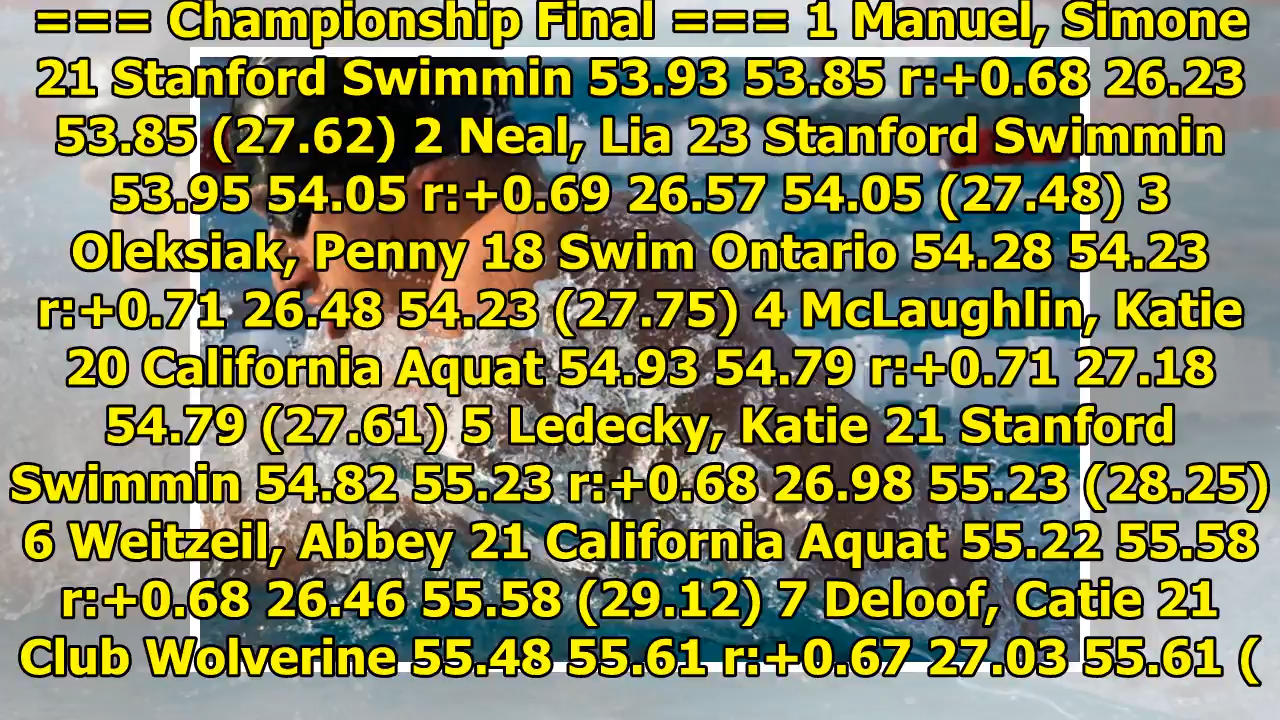 === Championship Final === 1 Manuel, Simone
21 Stanford Swimmin 53.93 53.85 r:+0.68 26.23
53.85 (27.62) 2 Neal, Lia 23 Stanford Swimmin
53.95 54.05 r:+0.69 26.57 54.05 (27.48) 3
Oleksiak, Penny 18 Swim Ontario 54.28 54.23
r:+0.71 26.48 54.23 (27.75) 4 McLaughlin, Katie
20 California Aquat 54.93 54.79 r:+0.71 27.18
54.79 (27.61) 5 Ledecky, Katie 21 Stanford
Swimmin 54.82 55.23 r:+0.68 26.98 55.23 (28.25)
6 Weitzeil, Abbey 21 California Aquat 55.22 55.58
r:+0.68 26.46 55.58 (29.12) 7 Deloof, Catie 21
Club Wolverine 55.48 55.61 r:+0.67 27.03 55.61 (